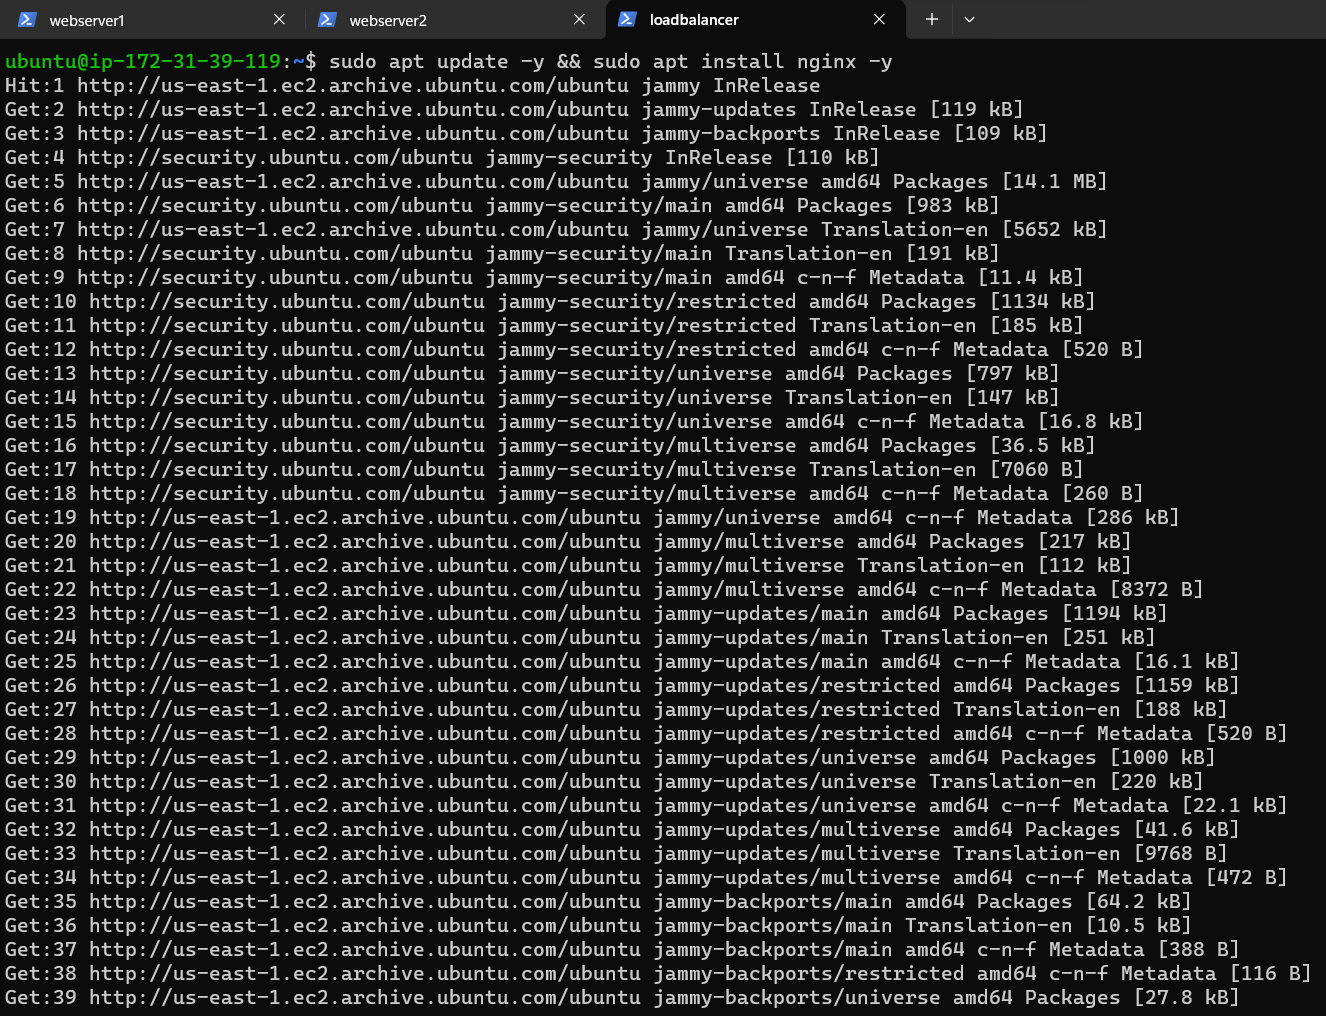 webserver1
webserver2
loadbalancer
ubuntu@ip-172-31-39-119:~$ sudo apt update -y && sudo apt install nginx -y
Hit:1 http://us-east-1.ec2.archive.ubuntu.com/ubuntu jammy InRelease
Get:2 http://us-east-1.ec2.archive.ubuntu.com/ubuntu jammy-updates InRelease [119 kB]
Get:3 http://us-east-1.ec2.archive.ubuntu.com/ubuntu jammy-backports InRelease [109 kB]
Get:4 http://security.ubuntu.com/ubuntu jammy-security InRelease [110 kB]
Get:5 http://us-east-1.ec2.archive.ubuntu.com/ubuntu jammy/universe amd64 Packages [14.1 MB]
Get:6 http://security.ubuntu.com/ubuntu jammy-security/main amd64 Packages [983 kB]
Get:7 http://us-east-1.ec2.archive.ubuntu.com/ubuntu jammy/universe Translation-en [5652 kB]
Get:8 http://security.ubuntu.com/ubuntu jammy-security/main Translation-en [191 kB]
Get:9 http://security.ubuntu.com/ubuntu jammy-security/main amd64 c-n-f Metadata [11.4 kB]
Get:10 http://security.ubuntu.com/ubuntu jammy-security/restricted amd64 Packages [1134 kB]
Get:11 http://security.ubuntu.com/ubuntu jammy-security/restricted Translation-en [185 kB]
Get:12 http://security.ubuntu.com/ubuntu jammy-security/restricted amd64 c-n-f Metadata [520 B]
Get:13 http://security.ubuntu.com/ubuntu jammy-security/universe amd64 Packages [797 kB]
Get:14 http://security.ubuntu.com/ubuntu jammy-security/universe Translation-en [147 kB]
Get:15 http://security.ubuntu.com/ubuntu jammy-security/universe amd64 c-n-f Metadata [16.8 kB]
Get:16 http://security.ubuntu.com/ubuntu jammy-security/multiverse amd64 Packages [36.5 kB]
Get:17 http://security.ubuntu.com/ubuntu jammy-security/multiverse Translation-en [7060 B]
Get:18 http://security.ubuntu.com/ubuntu jammy-security/multiverse amd64 c-n-f Metadata [260 B]
Get:19 http://us-east-1.ec2.archive.ubuntu.com/ubuntu jammy/universe amd64 c-n-f Metadata [286 kB]
Get:20 http://us-east-1.ec2.archive.ubuntu.com/ubuntu jammy/multiverse amd64 Packages [217 kB]
Get:21 http://us-east-1.ec2.archive.ubuntu.com/ubuntu jammy/multiverse Translation-en [112 kB]
Get:22 http://us-east-1.ec2.archive.ubuntu.com/ubuntu jammy/multiverse amd64 c-n-f Metadata [8372 B]
Get:23 http://us-east-1.ec2.archive.ubuntu.com/ubuntu jammy-updates/main amd64 Packages [1194 kB]
Get:24 http://us-east-1.ec2.archive.ubuntu.com/ubuntu jammy-updates/main Translation-en [251 kB]
Get:25 http://us-east-1.ec2.archive.ubuntu.com/ubuntu jammy-updates/main amd64 c-n-f Metadata [16.1 kB]
Get:26 http://us-east-1.ec2.archive.ubuntu.com/ubuntu jammy-updates/restricted amd64 Packages [1159 kB]
Get:27 http://us-east-1.ec2.archive.ubuntu.com/ubuntu jammy-updates/restricted Translation-en [188 kB]
Get:28 http://us-east-1.ec2.archive.ubuntu.com/ubuntu jammy-updates/restricted amd64 c-n-f Metadata [520 B]
Get:29 http://us-east-1.ec2.archive.ubuntu.com/ubuntu jammy-updates/universe amd64 Packages [1000 kB]
Get:30 http://us-east-1.ec2.archive.ubuntu.com/ubuntu jammy-updates/universe Translation-en [220 kB]
Get:31 http://us-east-1.ec2.archive.ubuntu.com/ubuntu jammy-updates/universe amd64 c-n-f Metadata [22.1 kB]
Get:32 http://us-east-1.ec2.archive.ubuntu.com/ubuntu jammy-updates/multiverse amd64 Packages [41.6 kB]
Get:33 http://us-east-1.ec2.archive.ubuntu.com/ubuntu jammy-updates/multiverse Translation-en [9768 B]
Get:34 http://us-east-1.ec2.archive.ubuntu.com/ubuntu jammy-updates/multiverse amd64 c-n-f Metadata [472 B]
Get:35 http://us-east-1.ec2.archive.ubuntu.com/ubuntu jammy-backports/main amd64 Packages [64.2 kB]
Get:36 http://us-east-1.ec2.archive.ubuntu.com/ubuntu jammy-backports/main Translation-en [10.5 kB]
Get:37 http://us-east-1.ec2.archive.ubuntu.com/ubuntu jammy-backports/main amd64 c-n-f Metadata [388 B]
Get:38 http://us-east-1.ec2.archive.ubuntu.com/ubuntu jammy-backports/restricted amd64 c-n-f Metadata [116 B]
Get:39 http://us-east-1.ec2.archive.ubuntu.com/ubuntu jammy-backports/universe amd64 Packages [27.8 kB]